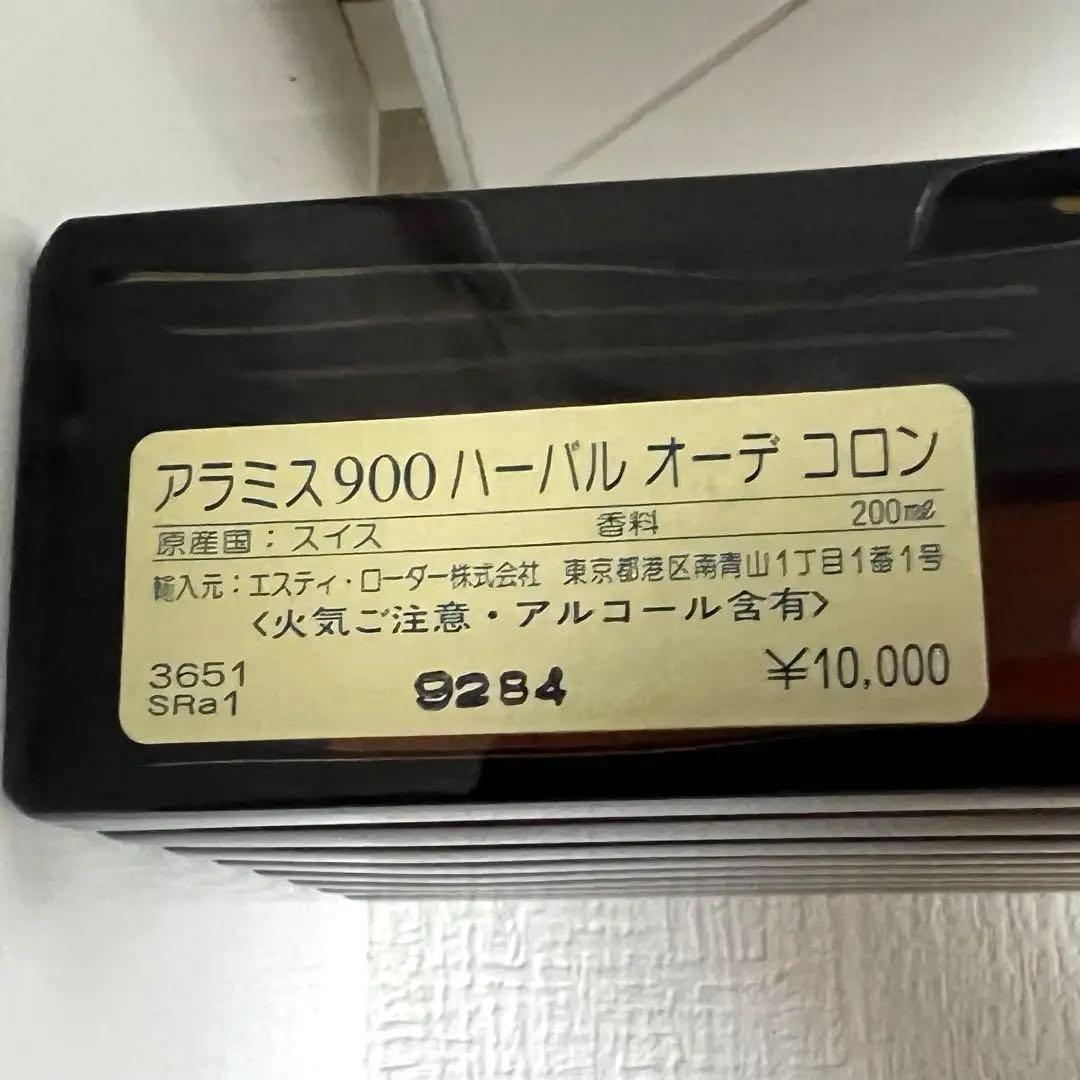 アラミス900ハーバル オーデ コロン
原産国：スイス 香料 200㎖
輸入元：エスティ・ローダー株式会社 東京都港区南青山1丁目1番1号
〈火気ご注意・アルコール含有〉
3651 9284 ¥10,000
SRa1